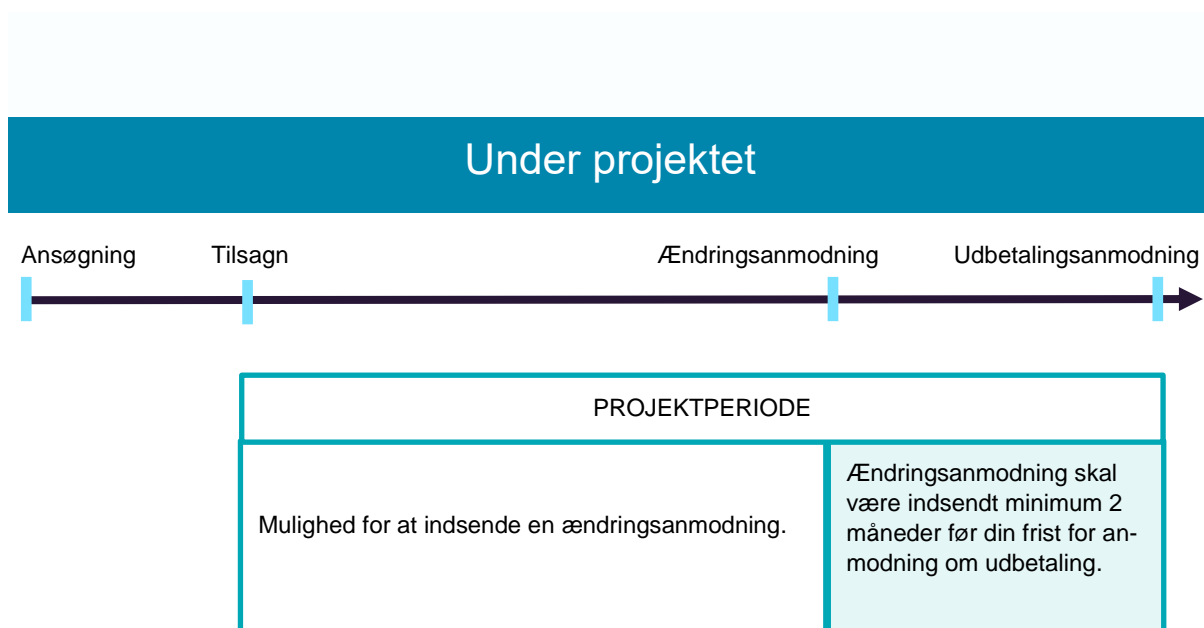 Under projektet
Ansøgning Tilsagn Ændringsanmodning Udbetalingsanmodning
PROJEKTPERIODE
Mulighed for at indsende en ændringsanmodning.
Ændringsanmodning skal
være indsendt minimum 2
måneder før din frist for an-
modning om udbetaling.